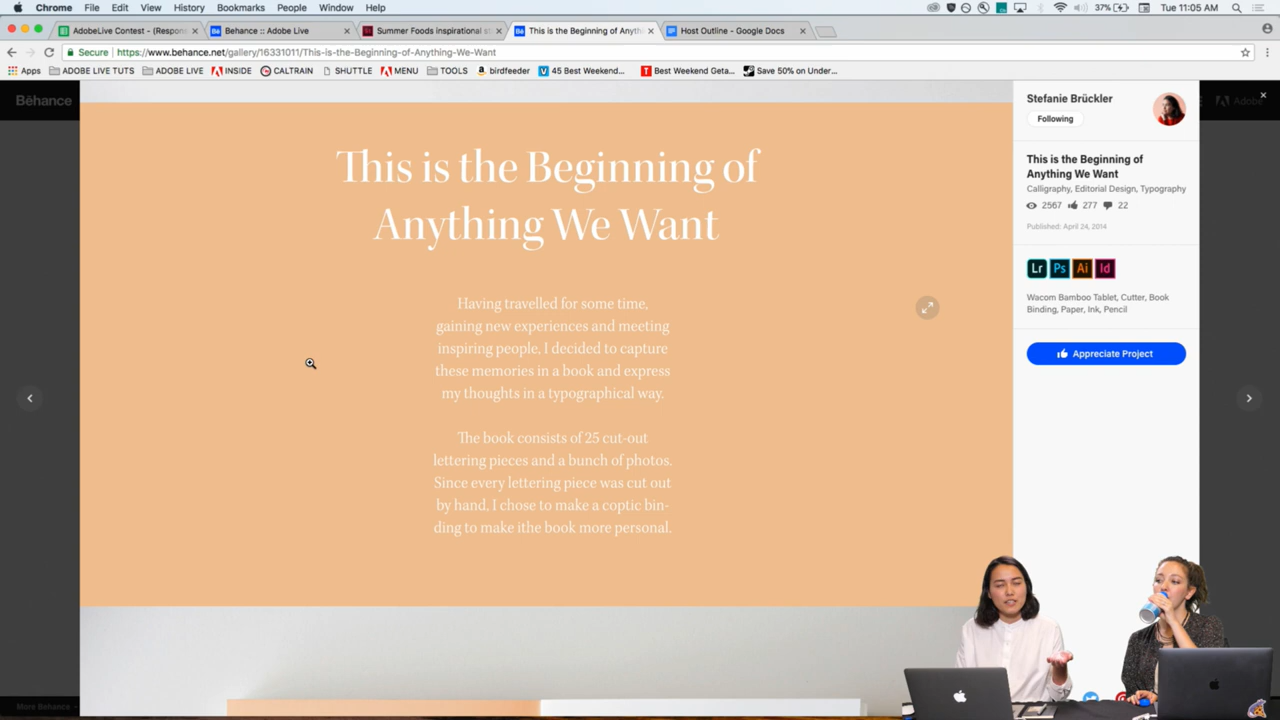 Chrome File Edit View History Bookmarks People Window Help 37% Tue 11:05 AM
AdobeLive Contest - (Respon Behance :: Adobe Live Summer Foods inspirational st This is the Beginning of Anyth Host Outline - Google Docs
Secure https://www.behance.net/gallery/16331011/This-is-the-Beginning-of-Anything-We-Want
Apps ADOBE LIVE TUTS ADOBE LIVE INSIDE CALTRAIN SHUTTLE MENU TOOLS birdfeeder 45 Best Weekend... Best Weekend Geta... Save 50% on Under...
Bēhance
Adobe
This is the Beginning of
Anything We Want
Having travelled for some time,
gaining new experiences and meeting
inspiring people, I decided to capture
these memories in a book and express
my thoughts in a typographical way.
The book consists of 25 cut-out
lettering pieces and a bunch of photos.
Since every lettering piece was cut out
by hand, I chose to make a coptic bin-
ding to make ithe book more personal.
Stefanie Brückler
Following
This is the Beginning of
Anything We Want
Calligraphy, Editorial Design, Typography
2567 277 22
Published: April 24, 2014
Lr Ps Ai Id
Wacom Bamboo Tablet, Cutter, Book
Binding, Paper, Ink, Pencil
Appreciate Project
More Behance